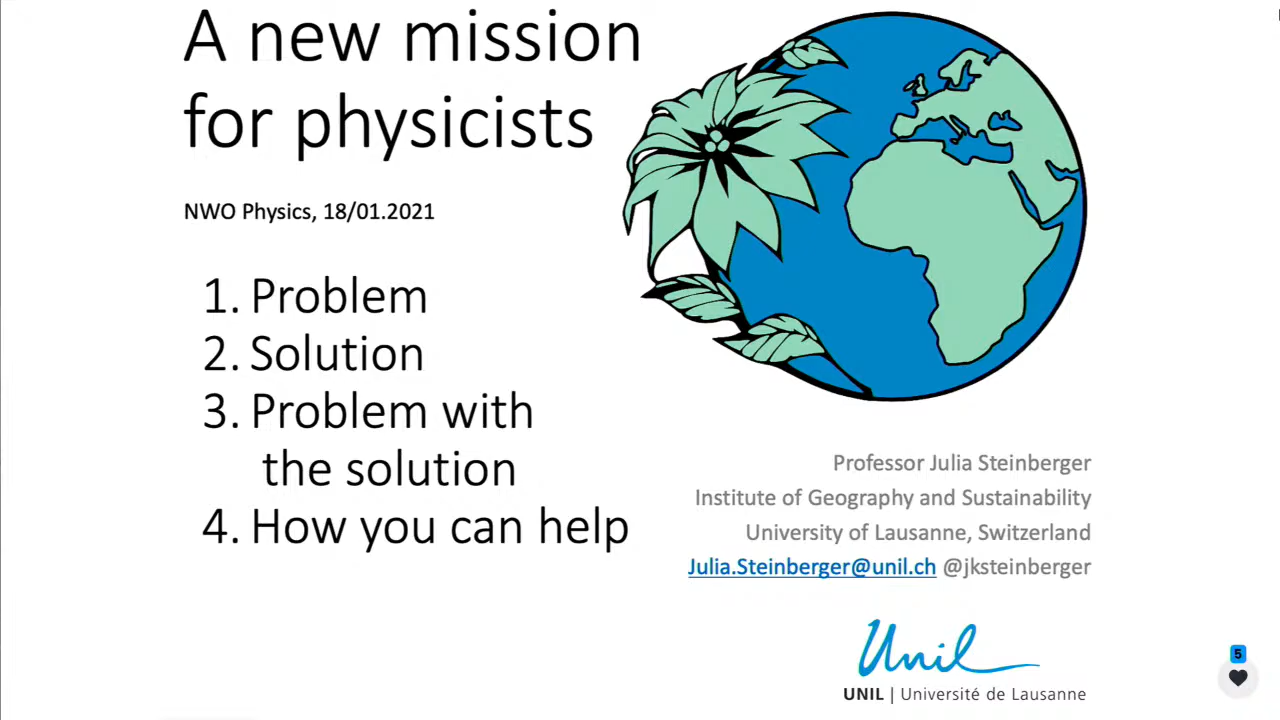 A new mission
for physicists
NWO Physics, 18/01.2021
1. Problem
2. Solution
3. Problem with
the solution
4. How you can help
Professor Julia Steinberger
Institute of Geography and Sustainability
University of Lausanne, Switzerland
Julia.Steinberger@unil.ch @jksteinberger
Unil
UNIL | Université de Lausanne
5